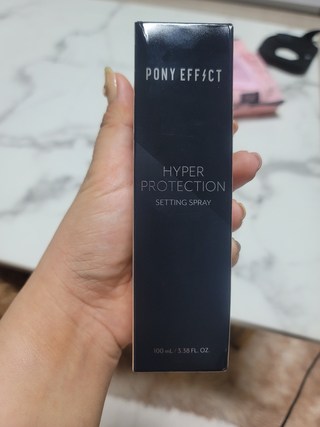 PONY EFFECT
HYPER
PROTECTION
SETTING SPRAY
100 mL / 3.38 FL. OZ.